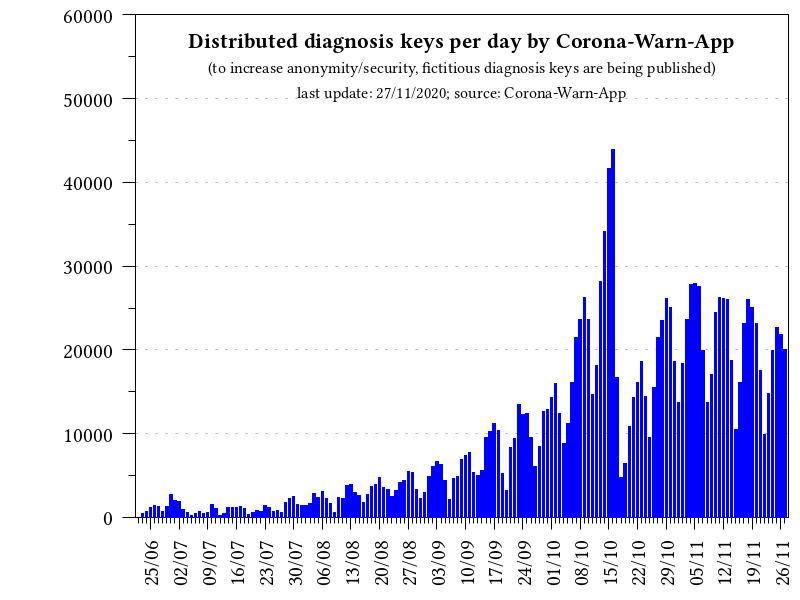 Distributed diagnosis keys per day by Corona-Warn-App
(to increase anonymity/security, fictitious diagnosis keys are being published)
last update: 27/11/2020; source: Corona-Warn-App
60000
50000
40000
30000
20000
10000
0
25/06 02/07 09/07 16/07 23/07 30/07 06/08 13/08 20/08 27/08 03/09 10/09 17/09 24/09 01/10 08/10 15/10 22/10 29/10 05/11 12/11 19/11 26/11